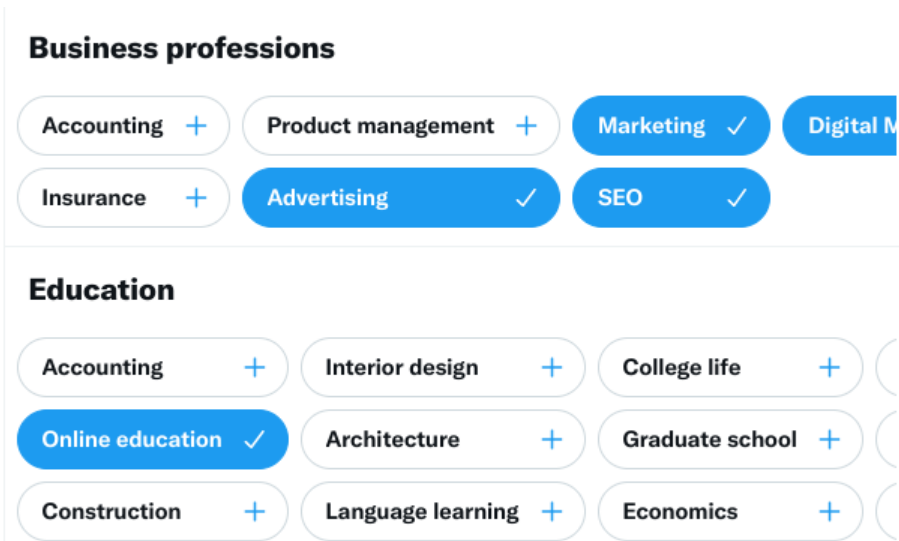 Business professions
Accounting + Product management + Marketing ✓ Digital
Insurance + Advertising ✓ SEO ✓
Education
Accounting + Interior design + College life +
Online education ✓ Architecture + Graduate school +
Construction + Language learning + Economics +